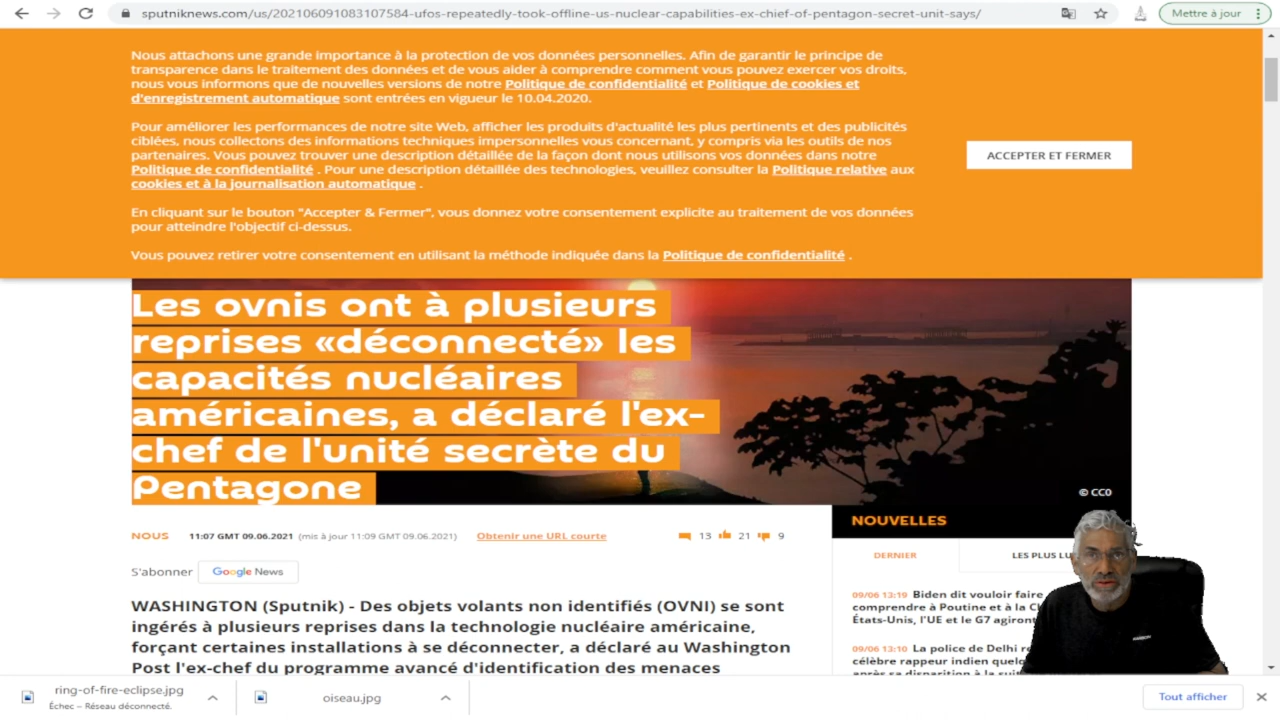 sputniknews.com/us/202106091083107584-ufos-repeatedly-took-offline-us-nuclear-capabilities-ex-chief-of-pentagon-secret-unit-says/
Mettre à jour
Nous attachons une grande importance à la protection de vos données personnelles. Afin de garantir le principe de
transparence dans le traitement des données et de vous aider à comprendre comment vous pouvez exercer vos droits,
nous vous informons que de nouvelles versions de notre Politique de confidentialité et Politique de cookies et
d'enregistrement automatique sont entrées en vigueur le 10.04.2020.
Pour améliorer les performances de notre site Web, afficher les produits d'actualité les plus pertinents et des publicités
ciblées, nous collectons des informations techniques impersonnelles vous concernant, y compris via les outils de nos
partenaires. Vous pouvez trouver une description détaillée de la façon dont nous utilisons vos données dans notre
Politique de confidentialité . Pour une description détaillée des technologies, veuillez consulter la Politique relative aux
cookies et à la journalisation automatique .
En cliquant sur le bouton "Accepter & Fermer", vous donnez votre consentement explicite au traitement de vos données
pour atteindre l'objectif ci-dessus.
Vous pouvez retirer votre consentement en utilisant la méthode indiquée dans la Politique de confidentialité .
ACCEPTER ET FERMER
Les ovnis ont à plusieurs
reprises «déconnecté» les
capacités nucléaires
américaines, a déclaré l'ex-
chef de l'unité secrète du
Pentagone
© CC0
NOUS 11:07 GMT 09.06.2021 (mis à jour 11:09 GMT 09.06.2021) Obtenir une URL courte 13 21 9
S'abonner Google News
WASHINGTON (Sputnik) - Des objets volants non identifiés (OVNI) se sont
ingérés à plusieurs reprises dans la technologie nucléaire américaine,
forçant certaines installations à se déconnecter, a déclaré au Washington
Post l'ex-chef du programme avancé d'identification des menaces
NOUVELLES
DERNIER LES PLUS
09/06 13:19 Biden dit vouloir faire
comprendre à Poutine et à la
États-Unis, l'UE et le G7
09/06 13:10 La police de Delhi
célèbre rappeur indien
après sa disparition à la
ring-of-fire-eclipse.jpg
Échec – Réseau déconnecté.
oiseau.jpg
Tout afficher